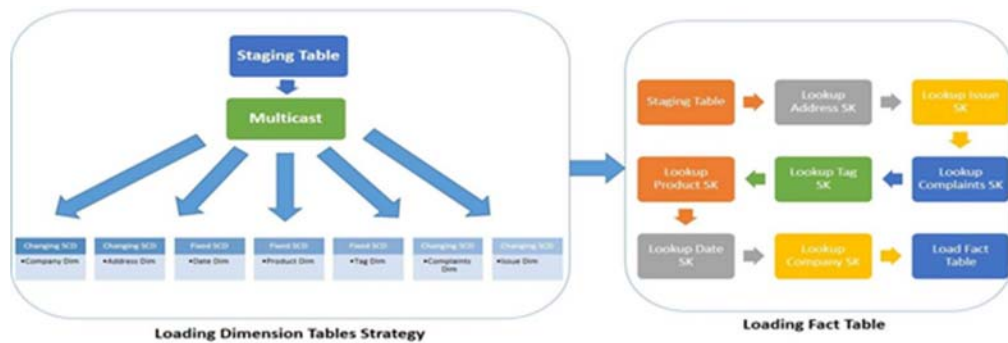 Staging Table
Multicast
Changing SCD
•Company Dim
Changing SCD
•Address Dim
Fixed SCD
•Date Dim
Fixed SCD
•Product Dim
Fixed SCD
•Tag Dim
Changing SCD
•Complaints
Dim
Changing SCD
•Issue Dim
Loading Dimension Tables Strategy
Staging Table
Lookup
Address SK
Lookup Issue
SK
Lookup
Product SK
Lookup Tag
SK
Lookup
Complaints SK
Lookup Date
SK
Lookup
Company SK
Load Fact
Table
Loading Fact Table